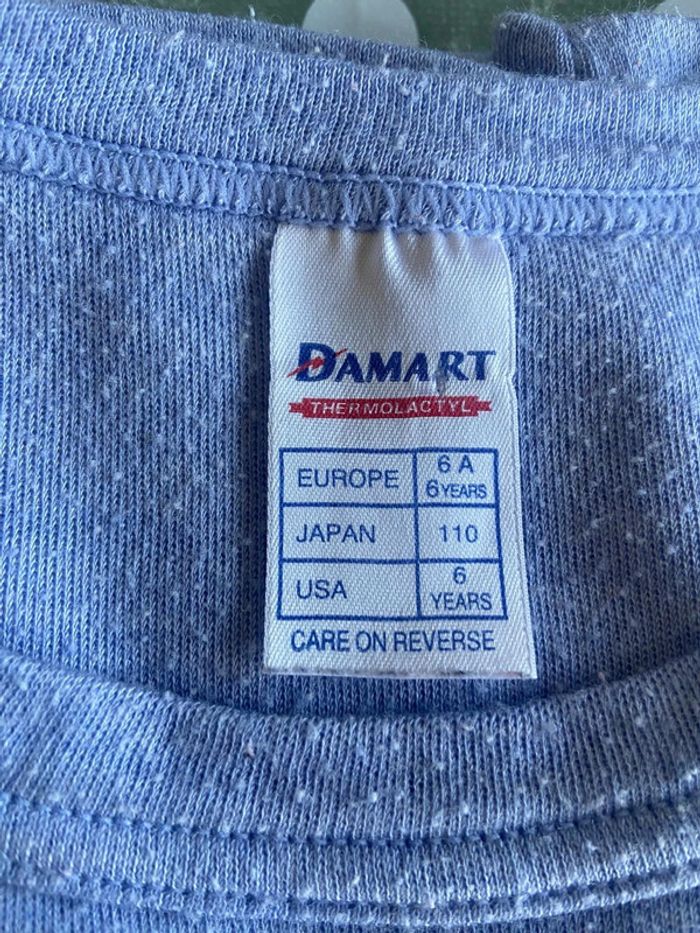 DAMART
THERMOLACTYL
EUROPE 6 A
6 YEARS
JAPAN 110
USA 6
YEARS
CARE ON REVERSE